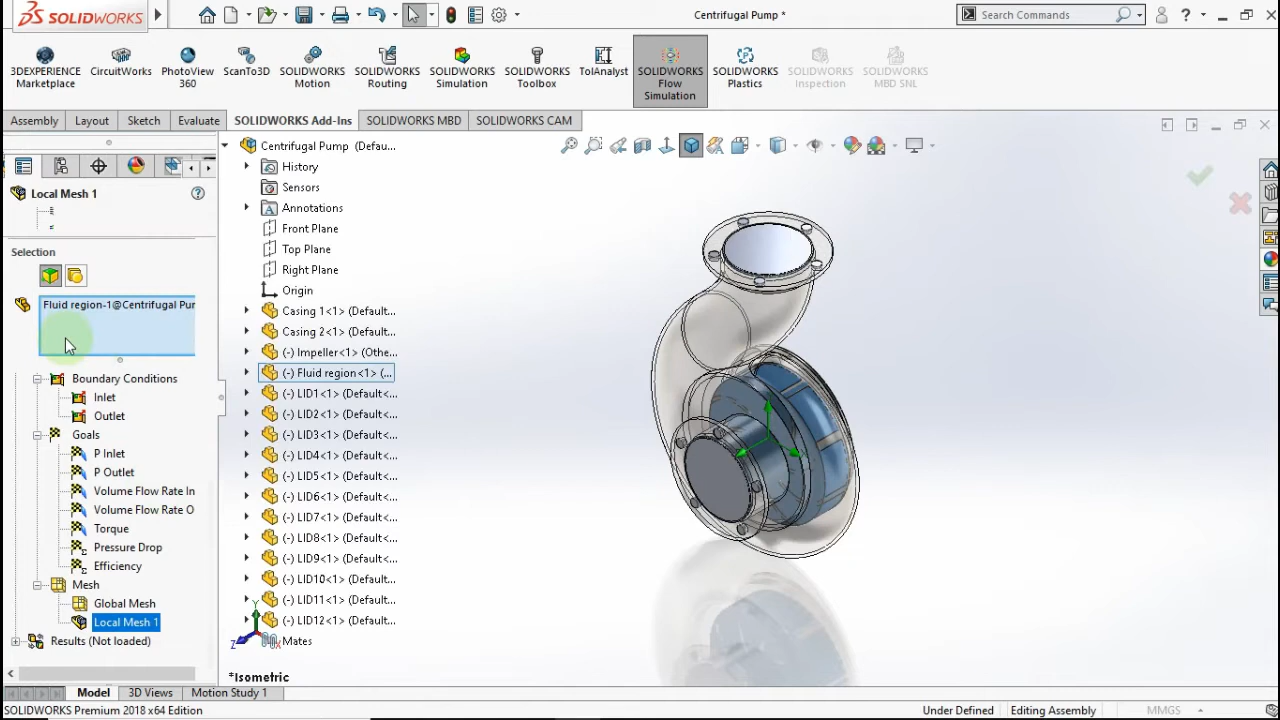 SOLIDWORKS
Centrifugal Pump *
Search Commands
?
3DEXPERIENCE
Marketplace
CircuitWorks
PhotoView
360
ScanTo3D
SOLIDWORKS
Motion
SOLIDWORKS
Routing
SOLIDWORKS
Simulation
SOLIDWORKS
Toolbox
TolAnalyst
SOLIDWORKS
Flow
Simulation
SOLIDWORKS
Plastics
SOLIDWORKS
Inspection
SOLIDWORKS
MBD SNL
Assembly
Layout
Sketch
Evaluate
SOLIDWORKS Add-Ins
SOLIDWORKS MBD
SOLIDWORKS CAM
Local Mesh 1
?
Selection
Fluid region-1@Centrifugal Pur
Boundary Conditions
Inlet
Outlet
Goals
P Inlet
P Outlet
Volume Flow Rate In
Volume Flow Rate O
Torque
Pressure Drop
Efficiency
Mesh
Global Mesh
Local Mesh 1
Results (Not loaded)
Centrifugal Pump (Defau...
History
Sensors
Annotations
Front Plane
Top Plane
Right Plane
Origin
Casing 1<1> (Default...
Casing 2<1> (Default...
(-) Impeller<1> (Othe...
(-) Fluid region<1> (...
(-) LID1<1> (Default<...
(-) LID2<1> (Default<...
(-) LID3<1> (Default<...
(-) LID4<1> (Default<...
(-) LID5<1> (Default<...
(-) LID6<1> (Default<...
(-) LID7<1> (Default<...
(-) LID8<1> (Default<...
(-) LID9<1> (Default<...
(-) LID10<1> (Default...
(-) LID11<1> (Default...
(-) LID12<1> (Default...
Mates
Y
Z
X
*Isometric
Model
3D Views
Motion Study 1
SOLIDWORKS Premium 2018 x64 Edition
Under Defined
Editing Assembly
MMGS